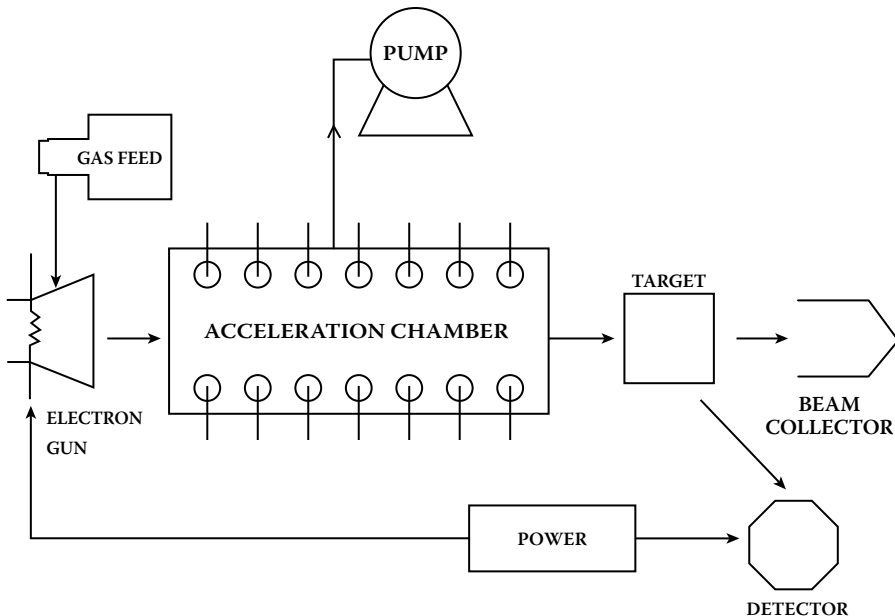 PUMP
GAS FEED
TARGET
ACCELERATION CHAMBER
ELECTRON
GUN
BEAM
COLLECTOR
POWER
DETECTOR